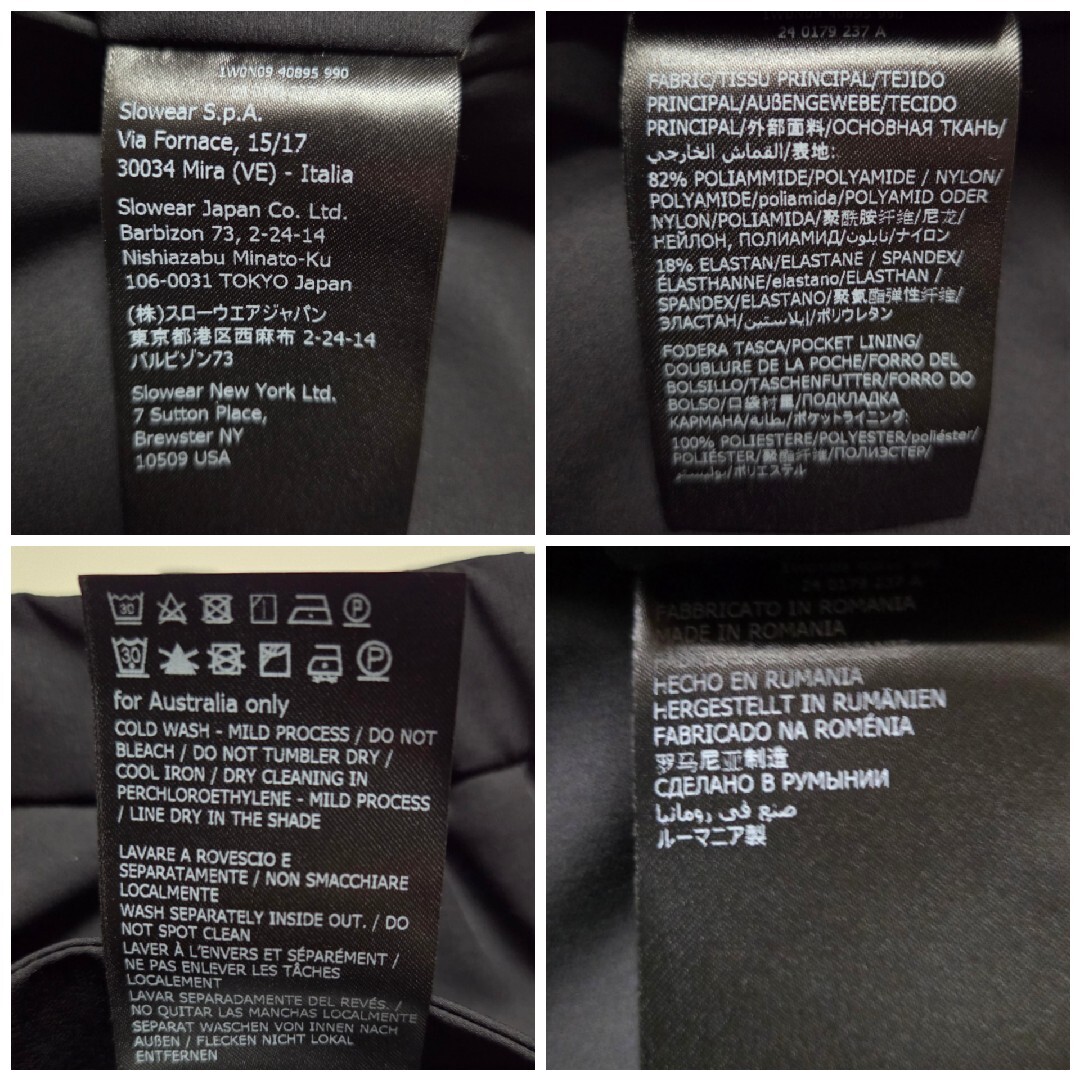 1W0N09 40895 990
Slowear S.p.A.
Via Fornace, 15/17
30034 Mira (VE) - Italia
Slowear Japan Co. Ltd.
Barbizon 73, 2-24-14
Nishiazabu Minato-Ku
106-0031 TOKYO Japan
(株)スローウエアジャパン
東京都港区西麻布 2-24-14
バルビゾン73
Slowear New York Ltd.
7 Sutton Place,
Brewster NY
10509 USA
24 0179 237 A
FABRIC/TISSU PRINCIPAL/TEJIDO
PRINCIPAL/AUßENGEWEBE/TECIDO
PRINCIPAL/外部面料/ОСНОВНАЯ ТКАНЬ/
القماش الخارجي/表地:
82% POLIAMMIDE/POLYAMIDE / NYLON/
POLYAMIDE/poliamida/POLYAMID ODER
NYLON/POLIAMIDA/聚酰胺纤维/尼龙/
НЕЙЛОН, ПОЛИАМИД/نايلون/ナイロン
18% ELASTAN/ELASTANE / SPANDEX/
ÉLASTHANNE/elastano/ELASTHAN /
SPANDEX/ELASTANO/聚氨酯弹性纤维/
ЭЛАСТАН/إيلاستين/ポリウレタン
FODERA TASCA/POCKET LINING/
DOUBLURE DE LA POCHE/FORRO DEL
BOLSILLO/TASCHENFUTTER/FORRO DO
BOLSO/口袋衬里/ПОДКЛАДКА
КАРМАНА/بطانة/ポケットライニング:
100% POLIESTERE/POLYESTER/poliéster/
POLIÉSTER/聚酯纤维/ПОЛИЭСТЕР/
بوليستر/ポリエステル
30 P
30 P
for Australia only
COLD WASH - MILD PROCESS / DO NOT
BLEACH / DO NOT TUMBLER DRY /
COOL IRON / DRY CLEANING IN
PERCHLOROETHYLENE - MILD PROCESS
/ LINE DRY IN THE SHADE
LAVARE A ROVESCIO E
SEPARATAMENTE / NON SMACCHIARE
LOCALMENTE
WASH SEPARATELY INSIDE OUT. / DO
NOT SPOT CLEAN
LAVER À L'ENVERS ET SÉPARÉMENT /
NE PAS ENLEVER LES TÂCHES
LOCALEMENT
LAVAR SEPARADAMENTE DEL REVÉS. /
NO QUITAR LAS MANCHAS LOCALMENTE
SEPARAT WASCHEN VON INNEN NACH
AUßEN / FLECKEN NICHT LOKAL
ENTFERNEN
24 0179 237 A
FABBRICATO IN ROMANIA
MADE IN ROMANIA
HECHO EN RUMANIA
HERGESTELLT IN RUMÄNIEN
FABRICADO NA ROMÉNIA
罗马尼亚制造
СДЕЛАНО В РУМЫНИИ
صنع في رومانيا
ルーマニア製